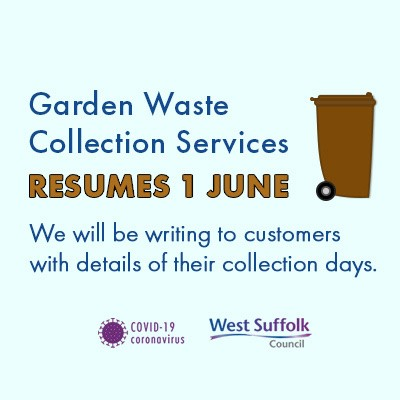 Garden Waste
Collection Services
RESUMES 1 JUNE
We will be writing to customers
with details of their collection days.
COVID-19
coronavirus
West Suffolk
Council